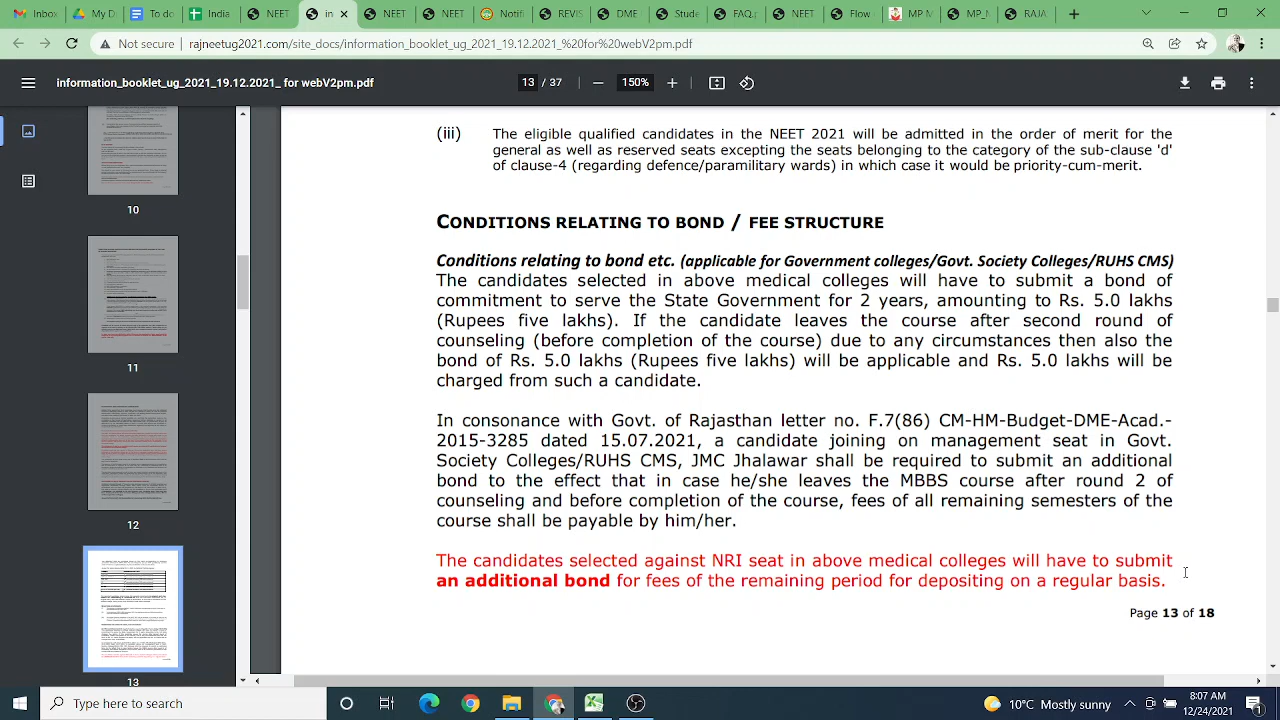 Inbox
My D
Inde
NEET
in
NEET
NEE
Notifi
RAVIS
DME
Stude
FAQ.
NEET
Flow
MP M
MP_N
RAJA
Not secure | rajneetug2021.com/site_docs/information_booklet_ug_2021_19.12.2021_%20for%20webV2pm.pdf
information_booklet_ug_2021_19.12.2021_ for webV2pm.pdf
13 / 37
150%
10
11
12
13
(iii) The eligible qualified candidates in the NEET 2021 will be admitted in the order of merit for the
general as wall as reserved seats excepting the seats belonging to the category of the sub-clause 'd'
of clause-4 (regarding defence/paramilitary wards) in which case it would be priority-cum-merit.
CONDITIONS RELATING TO BOND / FEE STRUCTURE
Conditions relating to bond etc. (applicable for Government colleges/Govt. Society Colleges/RUHS CMS)
The candidates selected in above medical colleges will have to submit a bond of
commitment to serve the State Government for 2 years, amounting to Rs. 5.0 lakhs
(Rupees five lakhs). If the candidate leaves the course after second round of
counseling (before completion of the course) due to any circumstances then also the
bond of Rs. 5.0 lakhs (Rupees five lakhs) will be applicable and Rs. 5.0 lakhs will be
charged from such a candidate.
In consonance with Govt. of Rajasthan letter no. F.7(86) CM-HM-Budget-DME-Acad.-
2015-3285 dated 15.07.2021, a candidate joining on management seat in Govt.
Society Colleges/RUHS CMS, JMC Jhalawar shall be required to submit an additional
bond to the effect that in case he/she leaves the MBBS course after round 2 of
counseling and before completion of the course, fees of all remaining semesters of the
course shall be payable by him/her.
The candidates selected against NRI seat in above medical colleges will have to submit
an additional bond for fees of the remaining period for depositing on a regular basis.
Page 13 of 18
Type here to search
10°C Mostly sunny
8:07 AM
12/24/2021